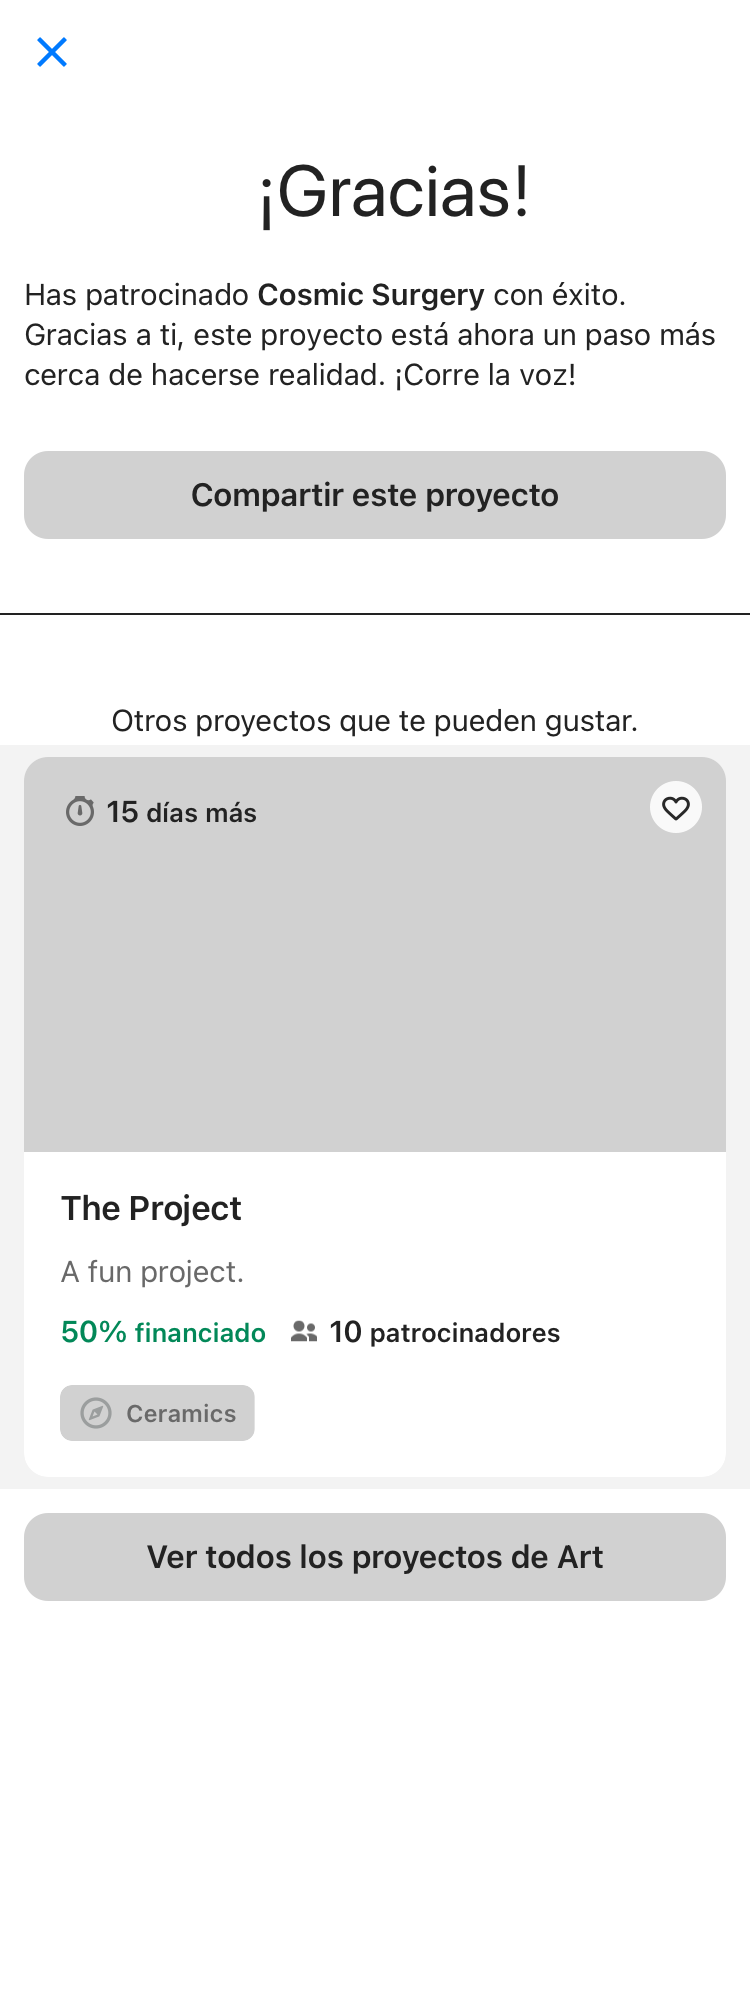 ¡Gracias!
Has patrocinado Cosmic Surgery con éxito.
Gracias a ti, este proyecto está ahora un paso más
cerca de hacerse realidad. ¡Corre la voz!
Compartir este proyecto
Otros proyectos que te pueden gustar.
15 días más
The Project
A fun project.
50% financiado 10 patrocinadores
Ceramics
Ver todos los proyectos de Art